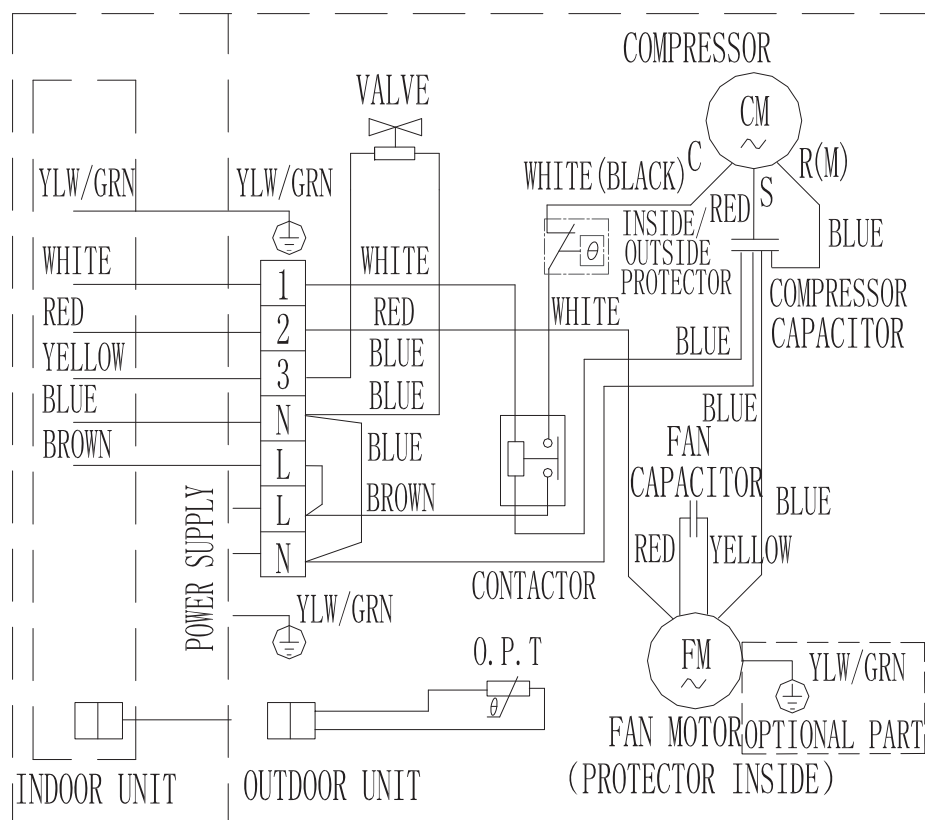 COMPRESSOR
CM
VALVE
C
R(M)
WHITE(BLACK)
S
YLW/GRN
YLW/GRN
RED
INSIDE/
OUTSIDE
PROTECTOR
θ
BLUE
WHITE
1
WHITE
COMPRESSOR
CAPACITOR
RED
2
RED
WHITE
YELLOW
3
BLUE
BLUE
BLUE
N
BLUE
BLUE
BROWN
L
BLUE
FAN
CAPACITOR
L
BROWN
BLUE
POWER SUPPLY
N
RED
YELLOW
CONTACTOR
YLW/GRN
O.P.T
θ
FM
YLW/GRN
FAN MOTOR
OPTIONAL PART
(PROTECTOR INSIDE)
INDOOR UNIT
OUTDOOR UNIT